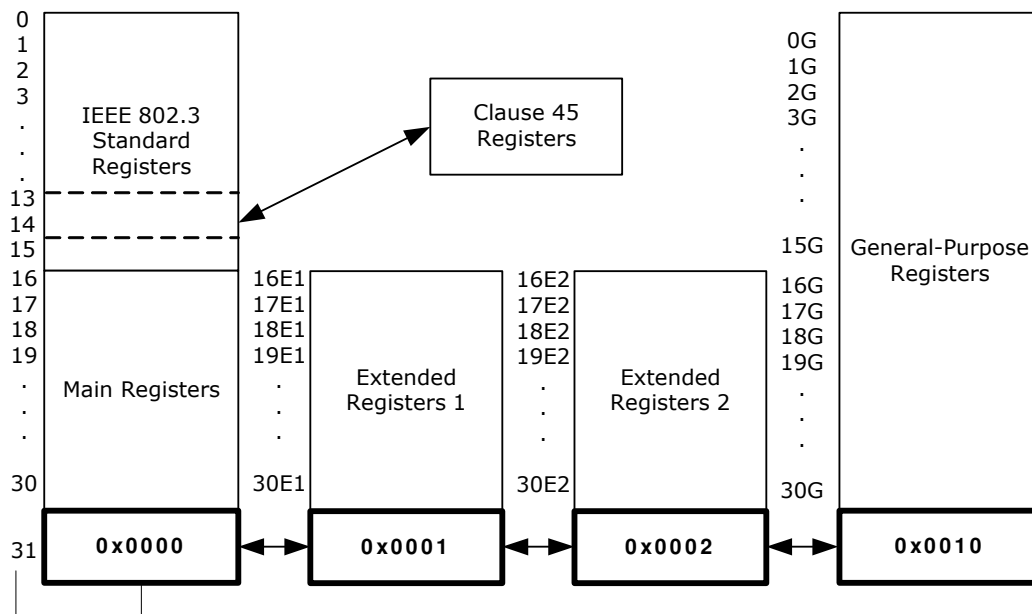 0
1
2
3
.
.
.
13
14
15
16
17
18
19
.
.
.
30
31
IEEE 802.3
Standard
Registers
Main Registers
0x0000
Clause 45
Registers
16E1
17E1
18E1
19E1
.
.
.
30E1
Extended
Registers 1
0x0001
16E2
17E2
18E2
19E2
.
.
.
30E2
Extended
Registers 2
0x0002
0G
1G
2G
3G
.
.
.
15G
16G
17G
18G
19G
.
.
.
30G
General-Purpose
Registers
0x0010